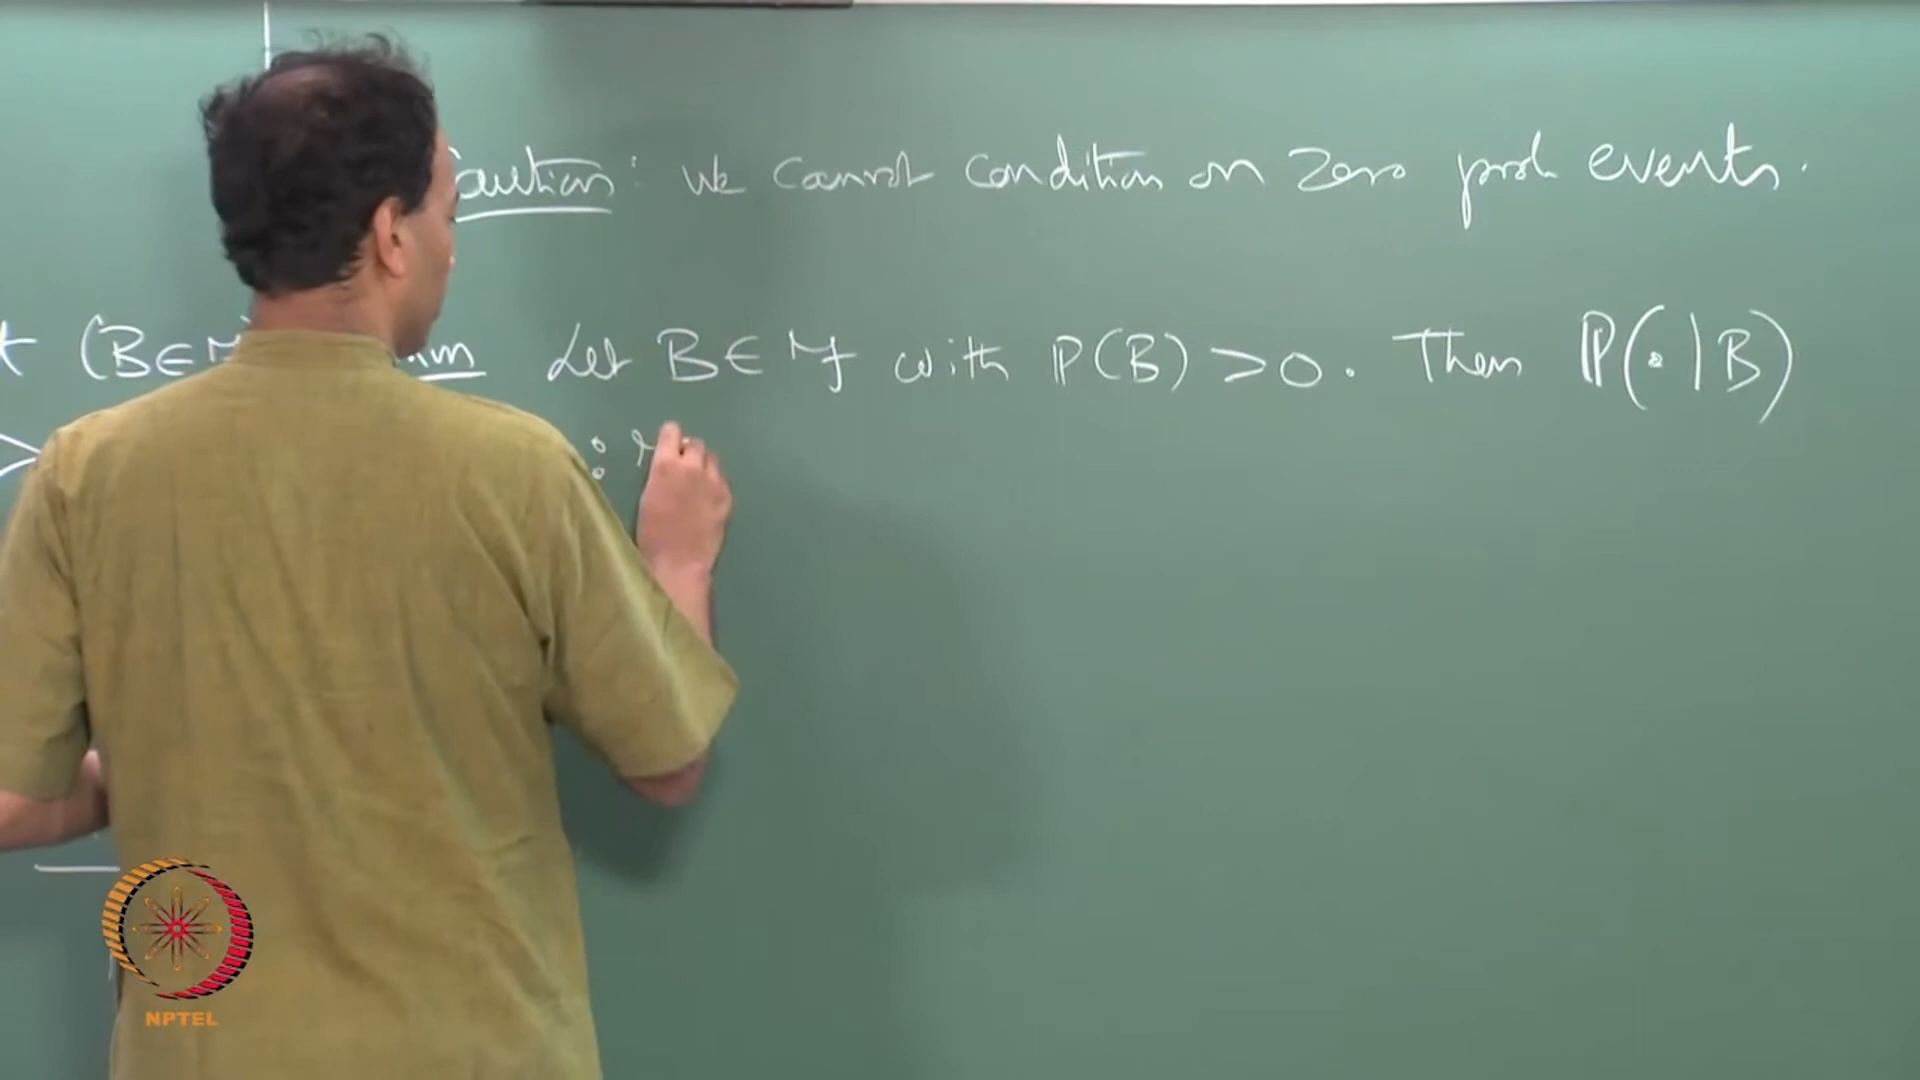 Caution: we cannot condition on zero prob events.
(B∈ℱ
Let B∈ℱ with ℙ(B)>0. Then ℙ(·|B)
:
NPTEL